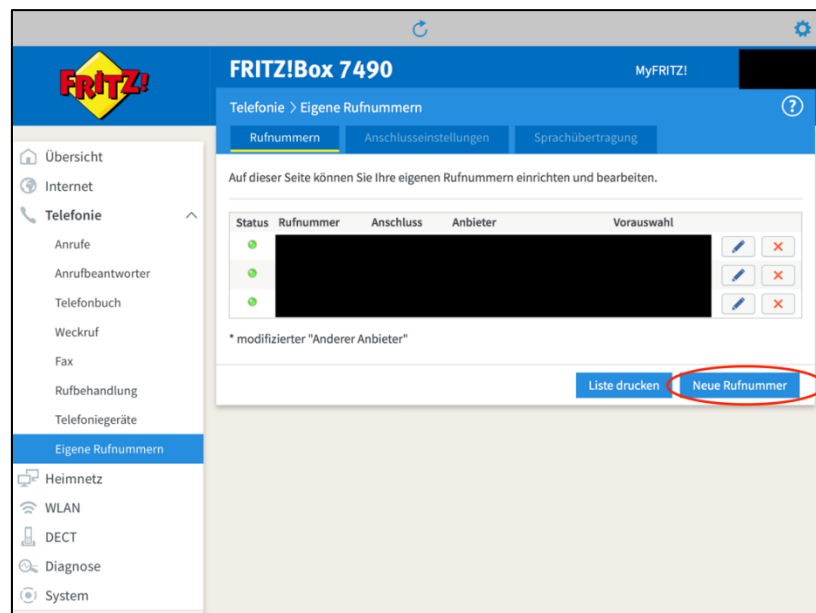 FRITZ!
FRITZ!Box 7490
MyFRITZ!
Telefonie > Eigene Rufnummern
?
Rufnummern Anschlusseinstellungen Sprachübertragung
Auf dieser Seite können Sie Ihre eigenen Rufnummern einrichten und bearbeiten.
Status Rufnummer Anschluss Anbieter Vorauswahl
* modifizierter "Anderer Anbieter"
Liste drucken Neue Rufnummer
Übersicht
Internet
Telefonie
Anrufe
Anrufbeantworter
Telefonbuch
Weckruf
Fax
Rufbehandlung
Telefoniegeräte
Eigene Rufnummern
Heimnetz
WLAN
DECT
Diagnose
System